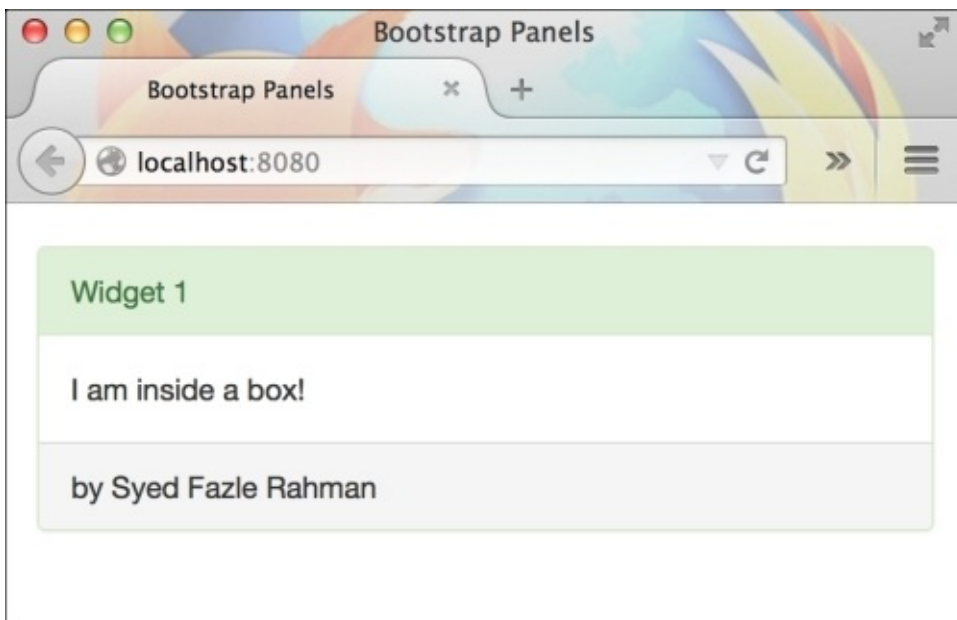 Bootstrap Panels
Bootstrap Panels
localhost:8080
Widget 1
I am inside a box!
by Syed Fazle Rahman